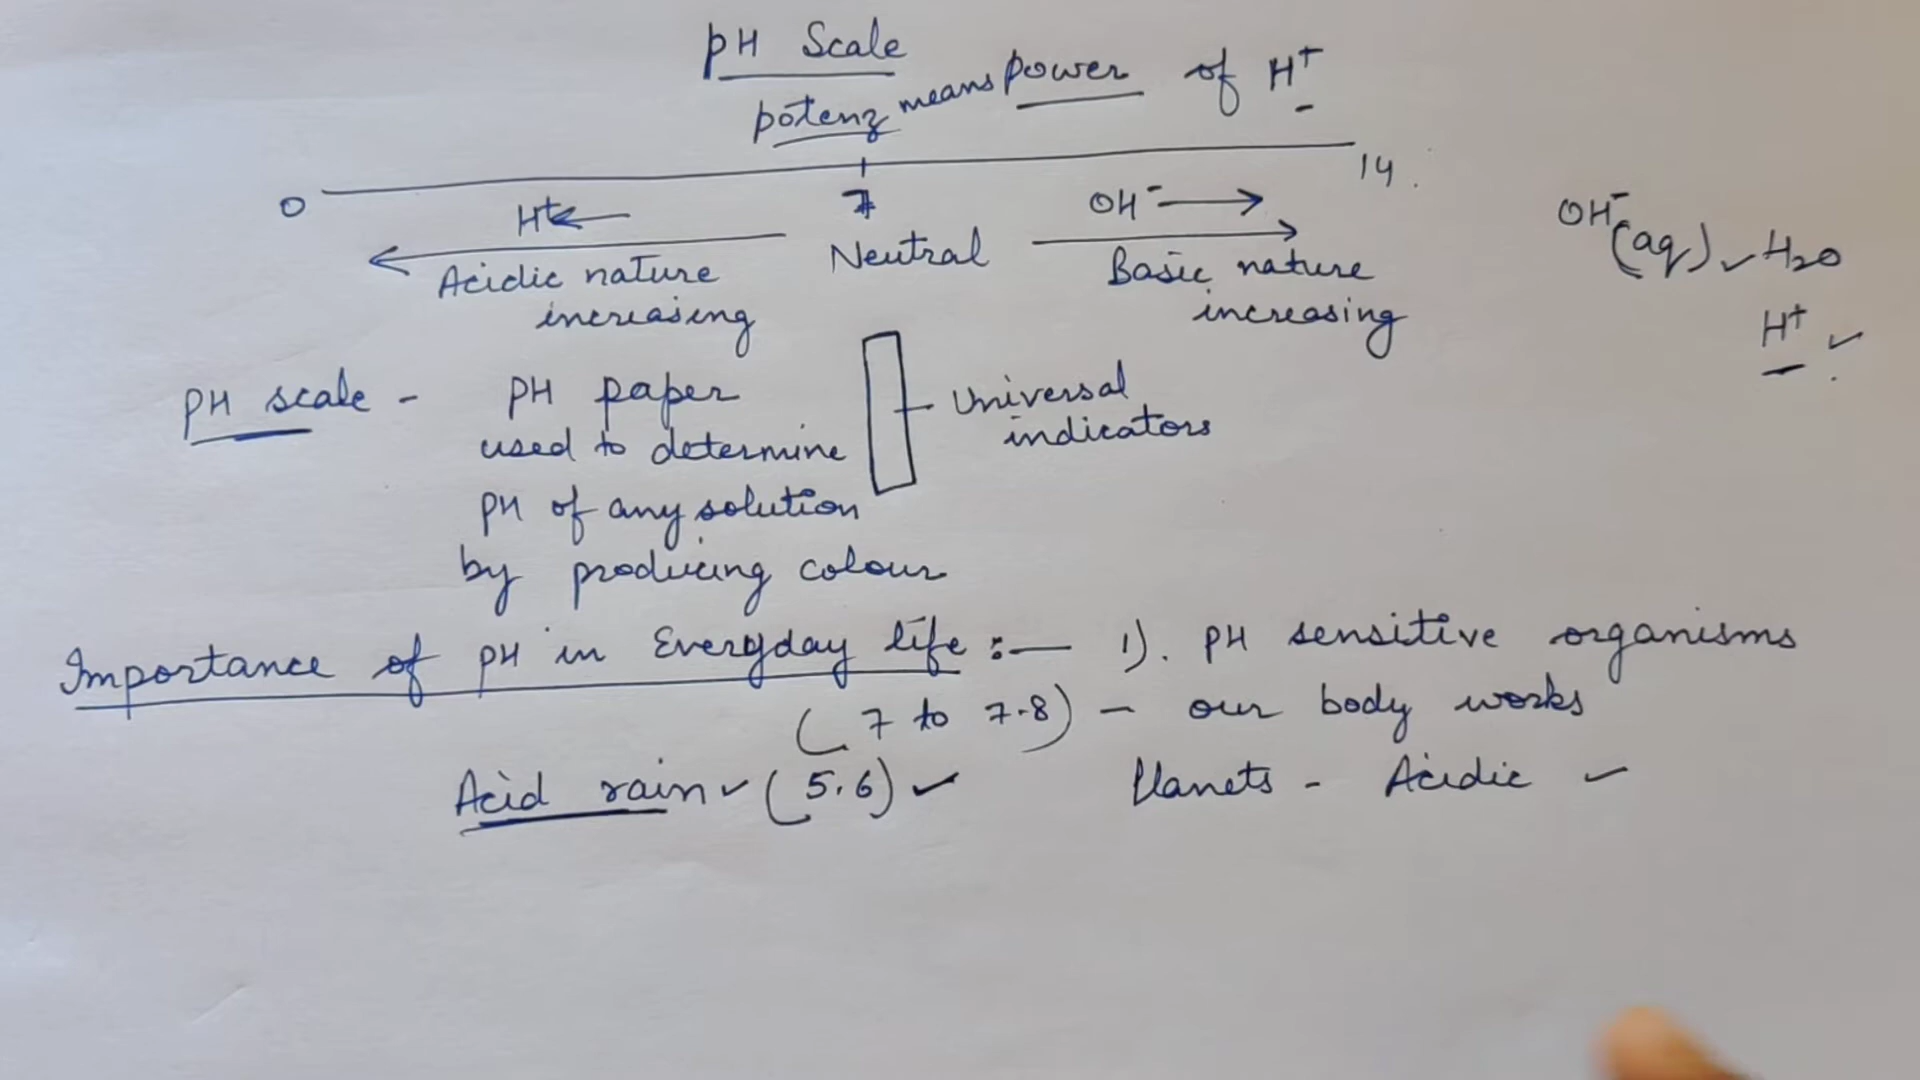 pH Scale
potenz means power of H⁺
0 7 14.
H⁺ ← OH⁻ →
Acidic nature increasing
Neutral
Basic nature increasing
OH⁻(aq) ✓ H₂O
H⁺ ✓
pH scale - pH paper
used to determine
pH of any solution
by producing colour
Universal
indicators
Importance of pH in Everyday life :— 1). pH sensitive organisms
(7 to 7.8) - our body works
Acid rain ✓ (5.6) ✓ Planets - Acidic ✓